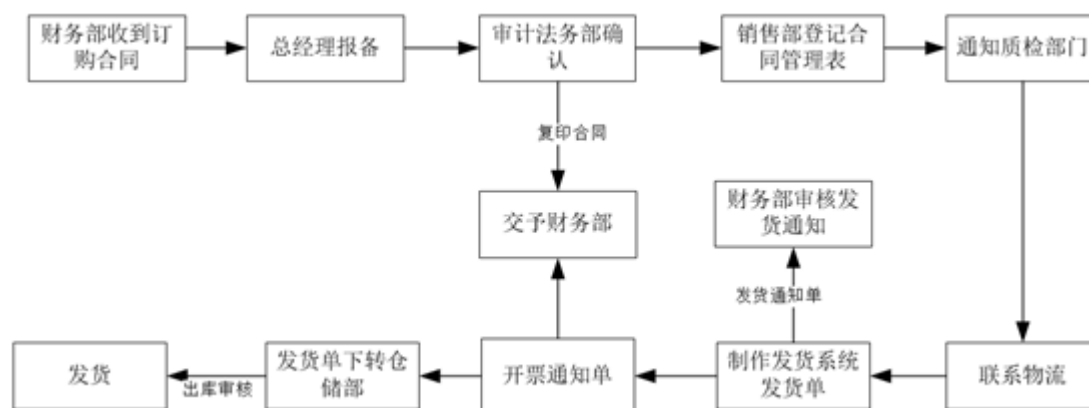 财务部收到订
购合同
总经理报备
审计法务部确
认
销售部登记合
同管理表
通知质检部门
复印合同
交予财务部
财务部审核发
货通知
发货通知单
发货
出库审核
发货单下转仓
储部
开票通知单
制作发货系统
发货单
联系物流